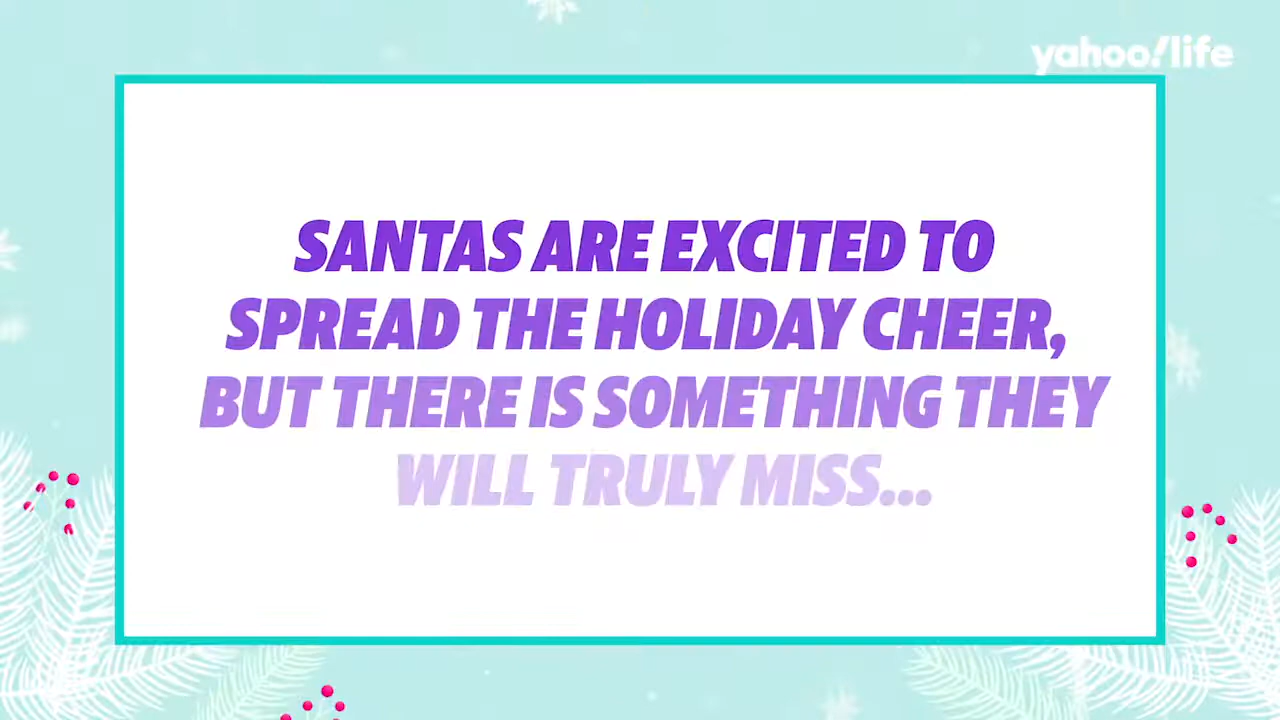 yahoo!life
SANTAS ARE EXCITED TO
SPREAD THE HOLIDAY CHEER,
BUT THERE IS SOMETHING THEY
WILL TRULY MISS...